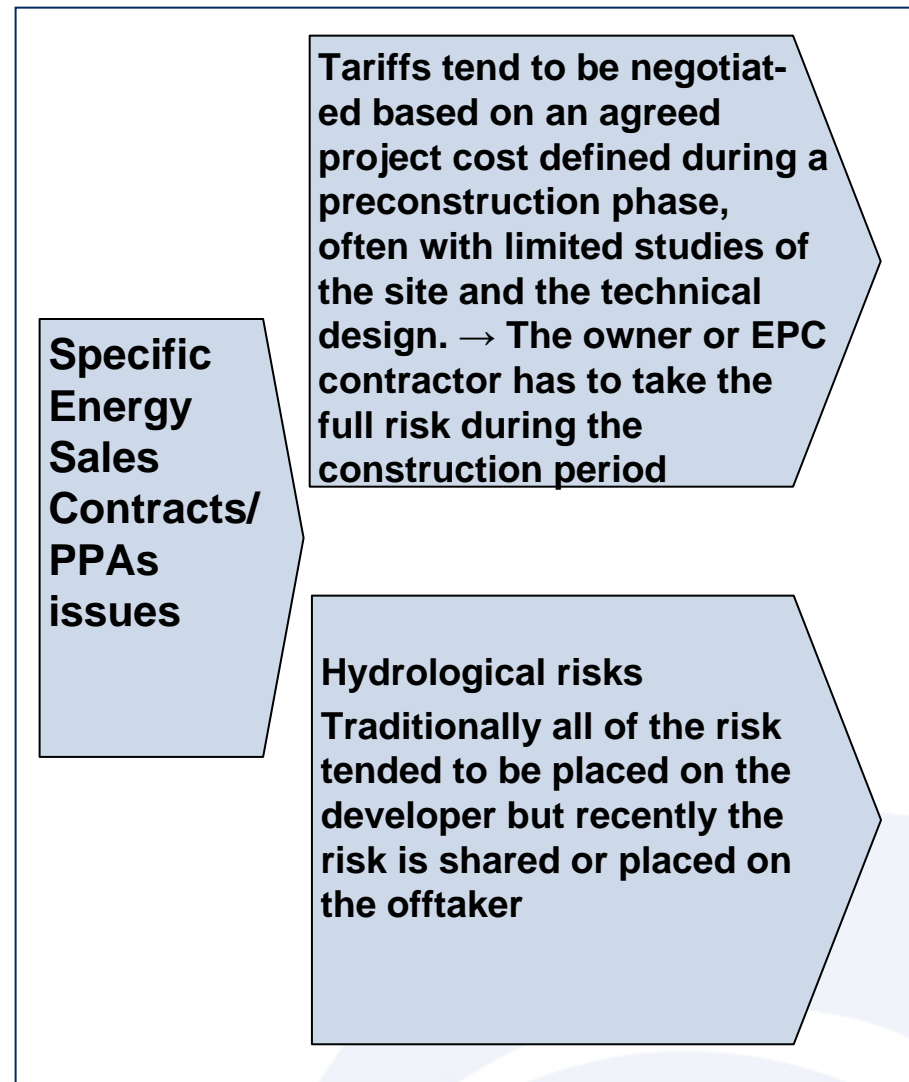 Specific
Energy
Sales
Contracts/
PPAs
issues
Tariffs tend to be negotiat-
ed based on an agreed
project cost defined during a
preconstruction phase,
often with limited studies of
the site and the technical
design. → The owner or EPC
contractor has to take the
full risk during the
construction period
Hydrological risks
Traditionally all of the risk
tended to be placed on the
developer but recently the
risk is shared or placed on
the offtaker